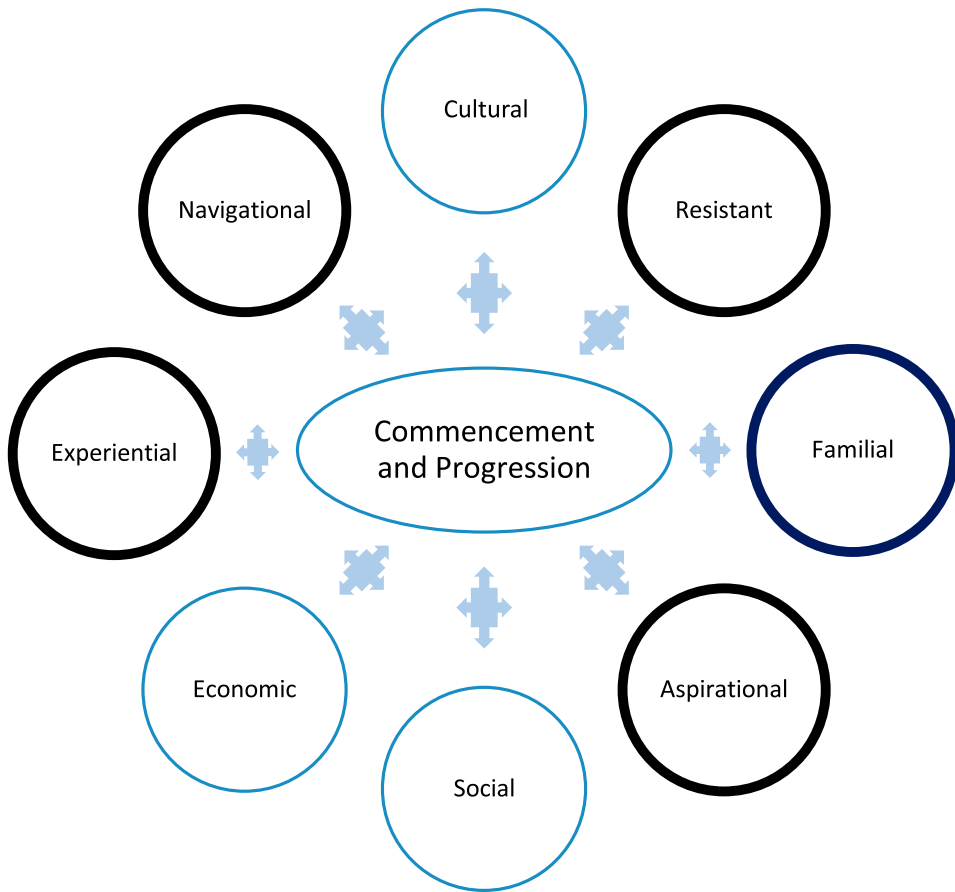 Cultural
Navigational
Resistant
Commencement
and Progression
Experiential
Familial
Economic
Aspirational
Social